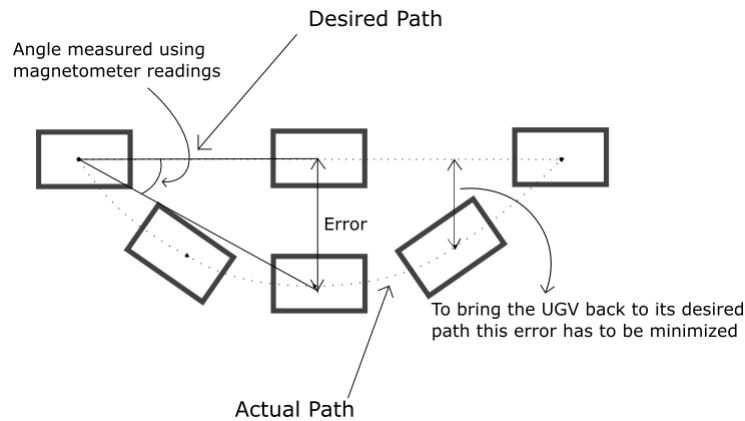 Desired Path
Angle measured using
magnetometer readings
Error
To bring the UGV back to its desired
path this error has to be minimized
Actual Path